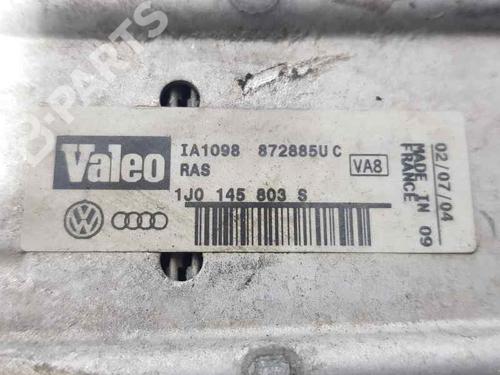 B-PARTS
Valeo
IA1098 872885U C
RAS
VA8
1J0 145 803 S
02/07/04
MADE IN 09
FRANCE